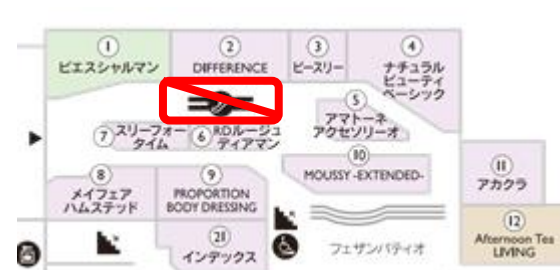 1
ピエスシャルマン
2
DIFFERENCE
3
ビースリー
4
ナチュラル
ビューティ
ベーシック
5
アマトーネ
アクセソリーオ
7
スリーフォー
タイム
6
RDルージュ
ディアマン
8
メイフェア
ハムステッド
9
PROPORTION
BODY DRESSING
10
MOUSSY -EXTENDED-
11
アカクラ
21
インデックス
フェザンパティオ
12
Afternoon Tea
LIVING